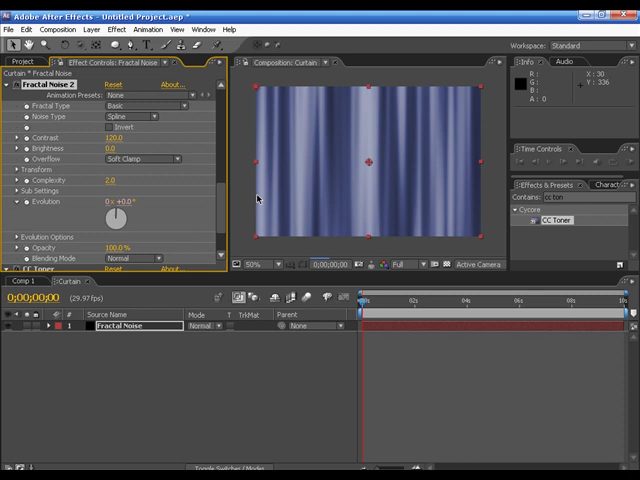 Adobe After Effects - Untitled Project.aep *
File Edit Composition Layer Effect Animation View Window Help
Workspace: Standard
Project Effect Controls: Fractal Noise
Composition: Curtain
Info Audio
Curtain * Fractal Noise
Fractal Noise 2 Reset About...
Animation Presets: None
Fractal Type Basic
Noise Type Spline
Invert
Contrast 120.0
Brightness 0.0
Overflow Soft Clamp
Transform
Complexity 2.0
Sub Settings
Evolution 0 x +0.0°
Evolution Options
Opacity 100.0 %
Blending Mode Normal
CC Toner Reset About...
R :
G :
B :
A : 0
X : 30
Y : 336
Time Controls
Effects & Presets Charact
Contains: cc ton
Cycore
CC Toner
50% 0;00;00;00 Full Active Camera
Comp 1 Curtain
0;00;00;00 (29.97fps)
# Source Name Mode T TrkMat Parent
1 Fractal Noise Normal None
02s 04s 06s 08s 10s
Toggle Switches / Modes